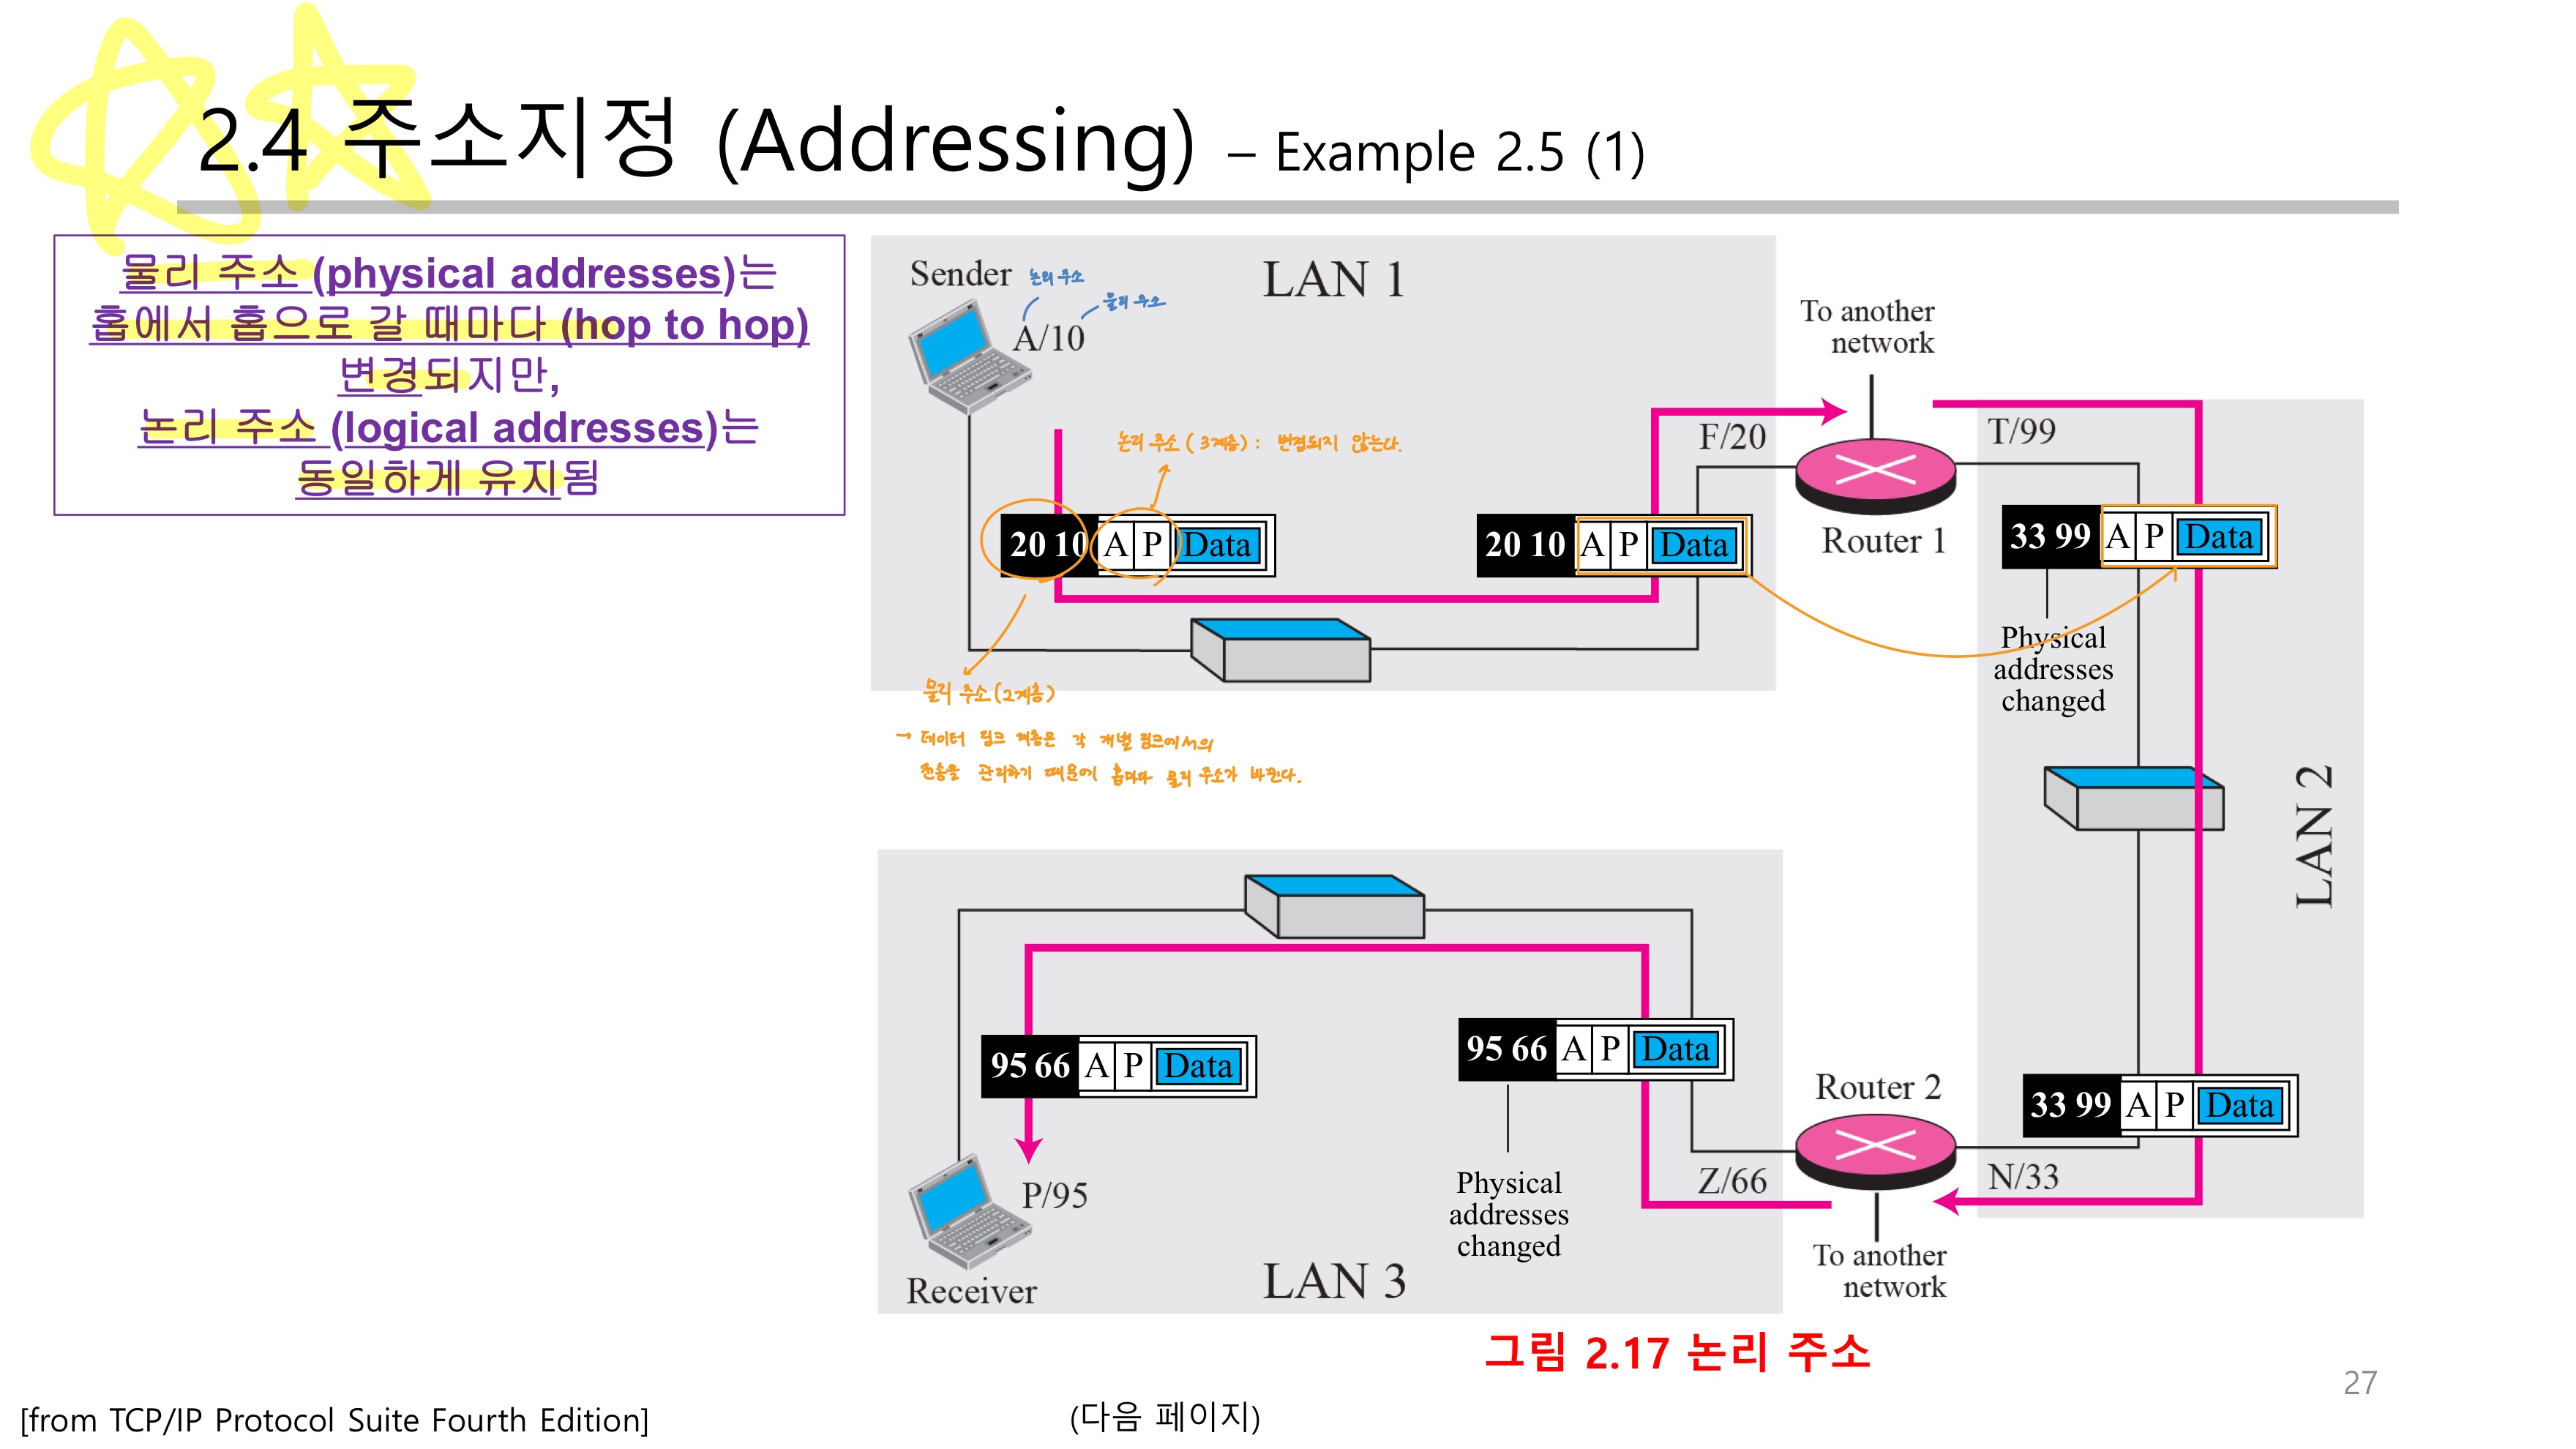 2.4 주소지정 (Addressing) – Example 2.5 (1)
물리 주소 (physical addresses)는
홉에서 홉으로 갈 때마다 (hop to hop)
변경되지만,
논리 주소 (logical addresses)는
동일하게 유지됨
LAN 1
Sender
논리 주소
물리 주소
A/10
To another
network
논리 주소 (3계층) : 변경되지 않는다.
F/20
T/99
20 10 A P Data
20 10 A P Data
Router 1
33 99 A P Data
Physical
addresses
changed
물리 주소(2계층)
→ 데이터 링크 계층은 각 개별 링크에서의
전송을 관리하기 때문에 홉마다 물리 주소가 바뀐다.
LAN 2
95 66 A P Data
95 66 A P Data
Router 2
33 99 A P Data
Physical
addresses
changed
Z/66
N/33
P/95
To another
network
Receiver
LAN 3
그림 2.17 논리 주소
27
[from TCP/IP Protocol Suite Fourth Edition]
(다음 페이지)